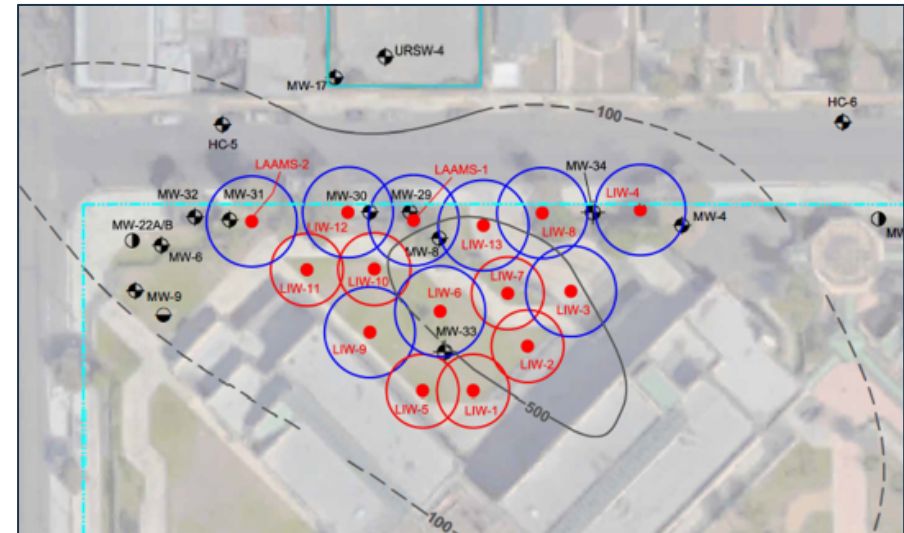 URSW-4
MW-17
100
HC-6
HC-5
LAAMS-2
LAAMS-1
MW-34
MW-32
MW-31
MW-30
MW-29
LIW-4
MW-22A/B
LIW-12
LIW-13
LIW-8
MW-4
MW
MW-6
MW-8
LIW-11
LIW-10
LIW-7
MW-9
LIW-6
LIW-3
MW-33
LIW-9
LIW-2
LIW-5
LIW-1
500
100